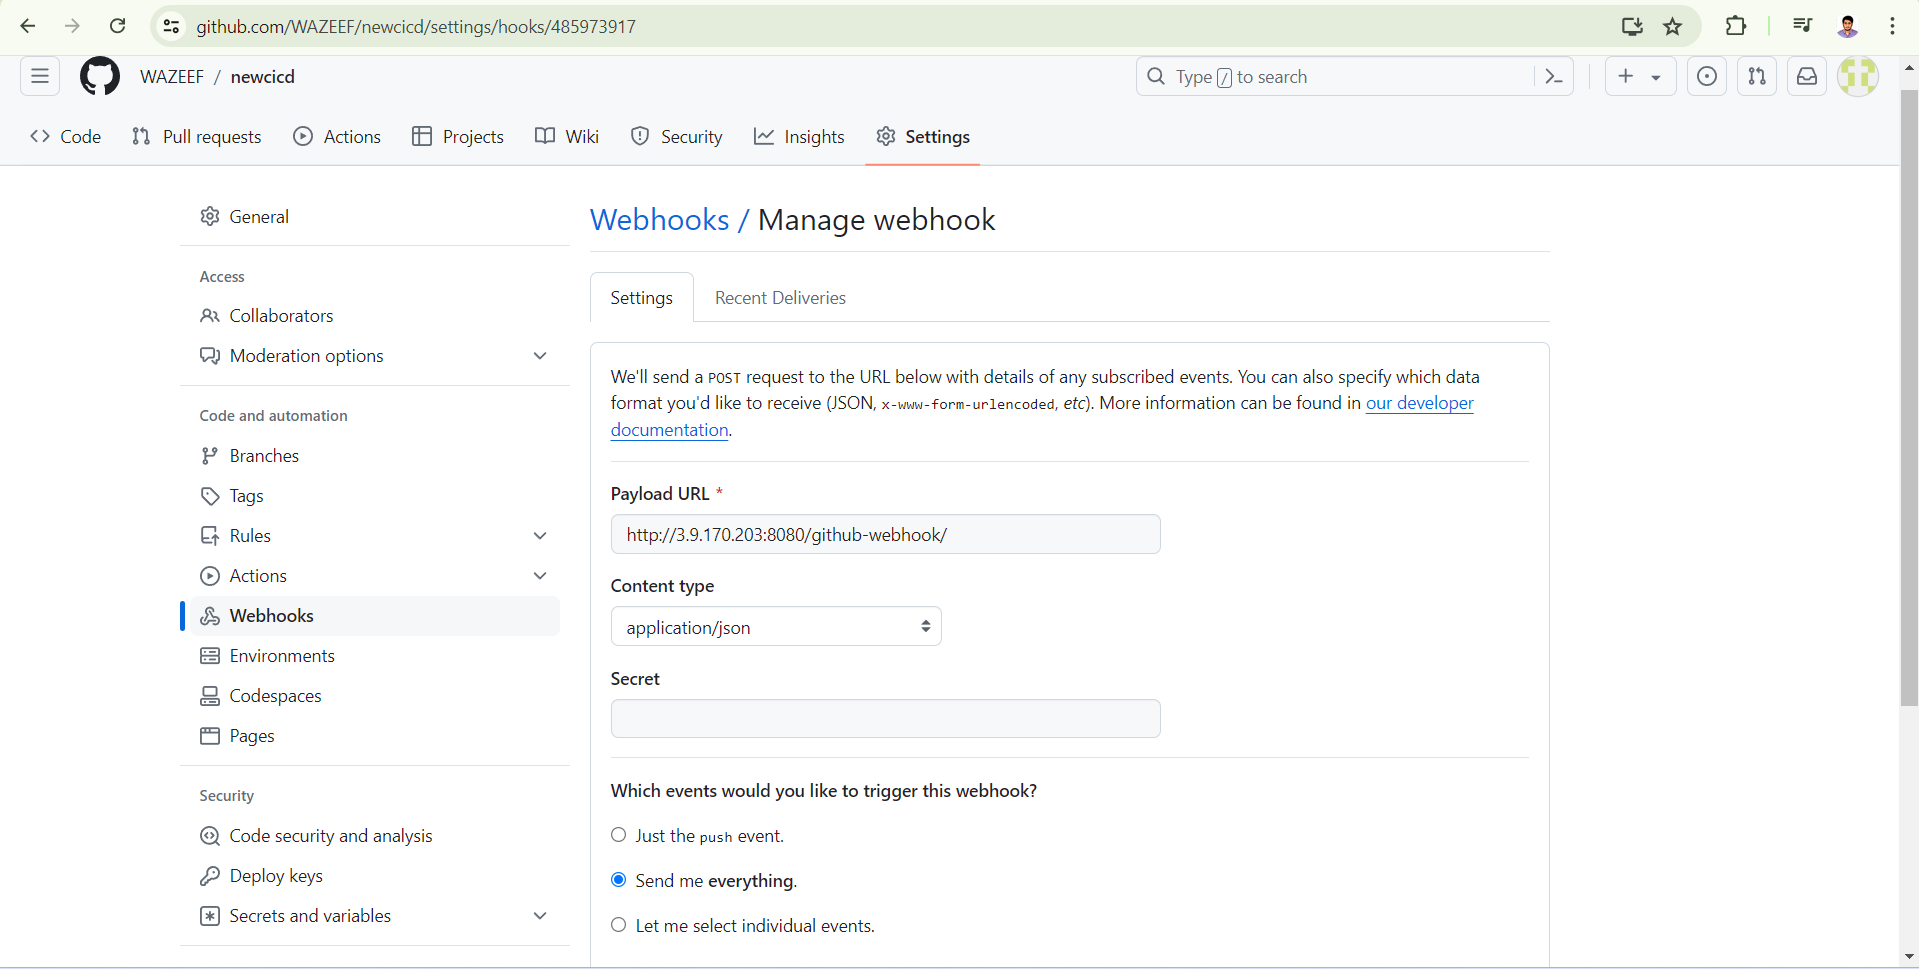 github.com/WAZEEF/newcicd/settings/hooks/485973917
WAZEEF / newcicd
Type / to search
Code Pull requests Actions Projects Wiki Security Insights Settings
General
Access
Collaborators
Moderation options
Code and automation
Branches
Tags
Rules
Actions
Webhooks
Environments
Codespaces
Pages
Security
Code security and analysis
Deploy keys
Secrets and variables
Webhooks / Manage webhook
Settings Recent Deliveries
We'll send a POST request to the URL below with details of any subscribed events. You can also specify which data
format you'd like to receive (JSON, x-www-form-urlencoded, etc). More information can be found in our developer
documentation.
Payload URL *
http://3.9.170.203:8080/github-webhook/
Content type
application/json
Secret
Which events would you like to trigger this webhook?
Just the push event.
Send me everything.
Let me select individual events.